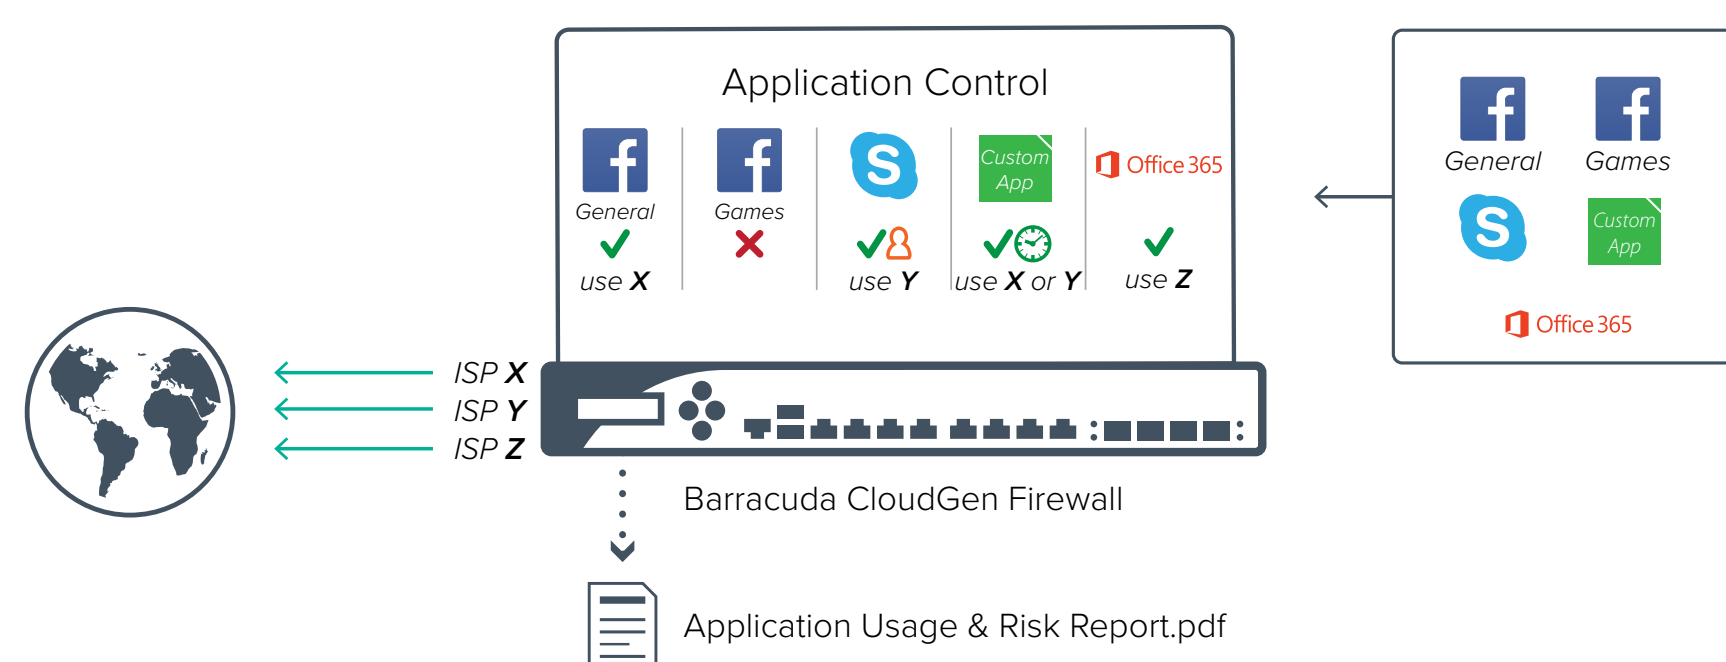 Application Control
General
Games
S
Custom
App
Office 365
use X
use Y
use X or Y
use Z
General
Games
S
Custom
App
Office 365
ISP X
ISP Y
ISP Z
Barracuda CloudGen Firewall
Application Usage & Risk Report.pdf